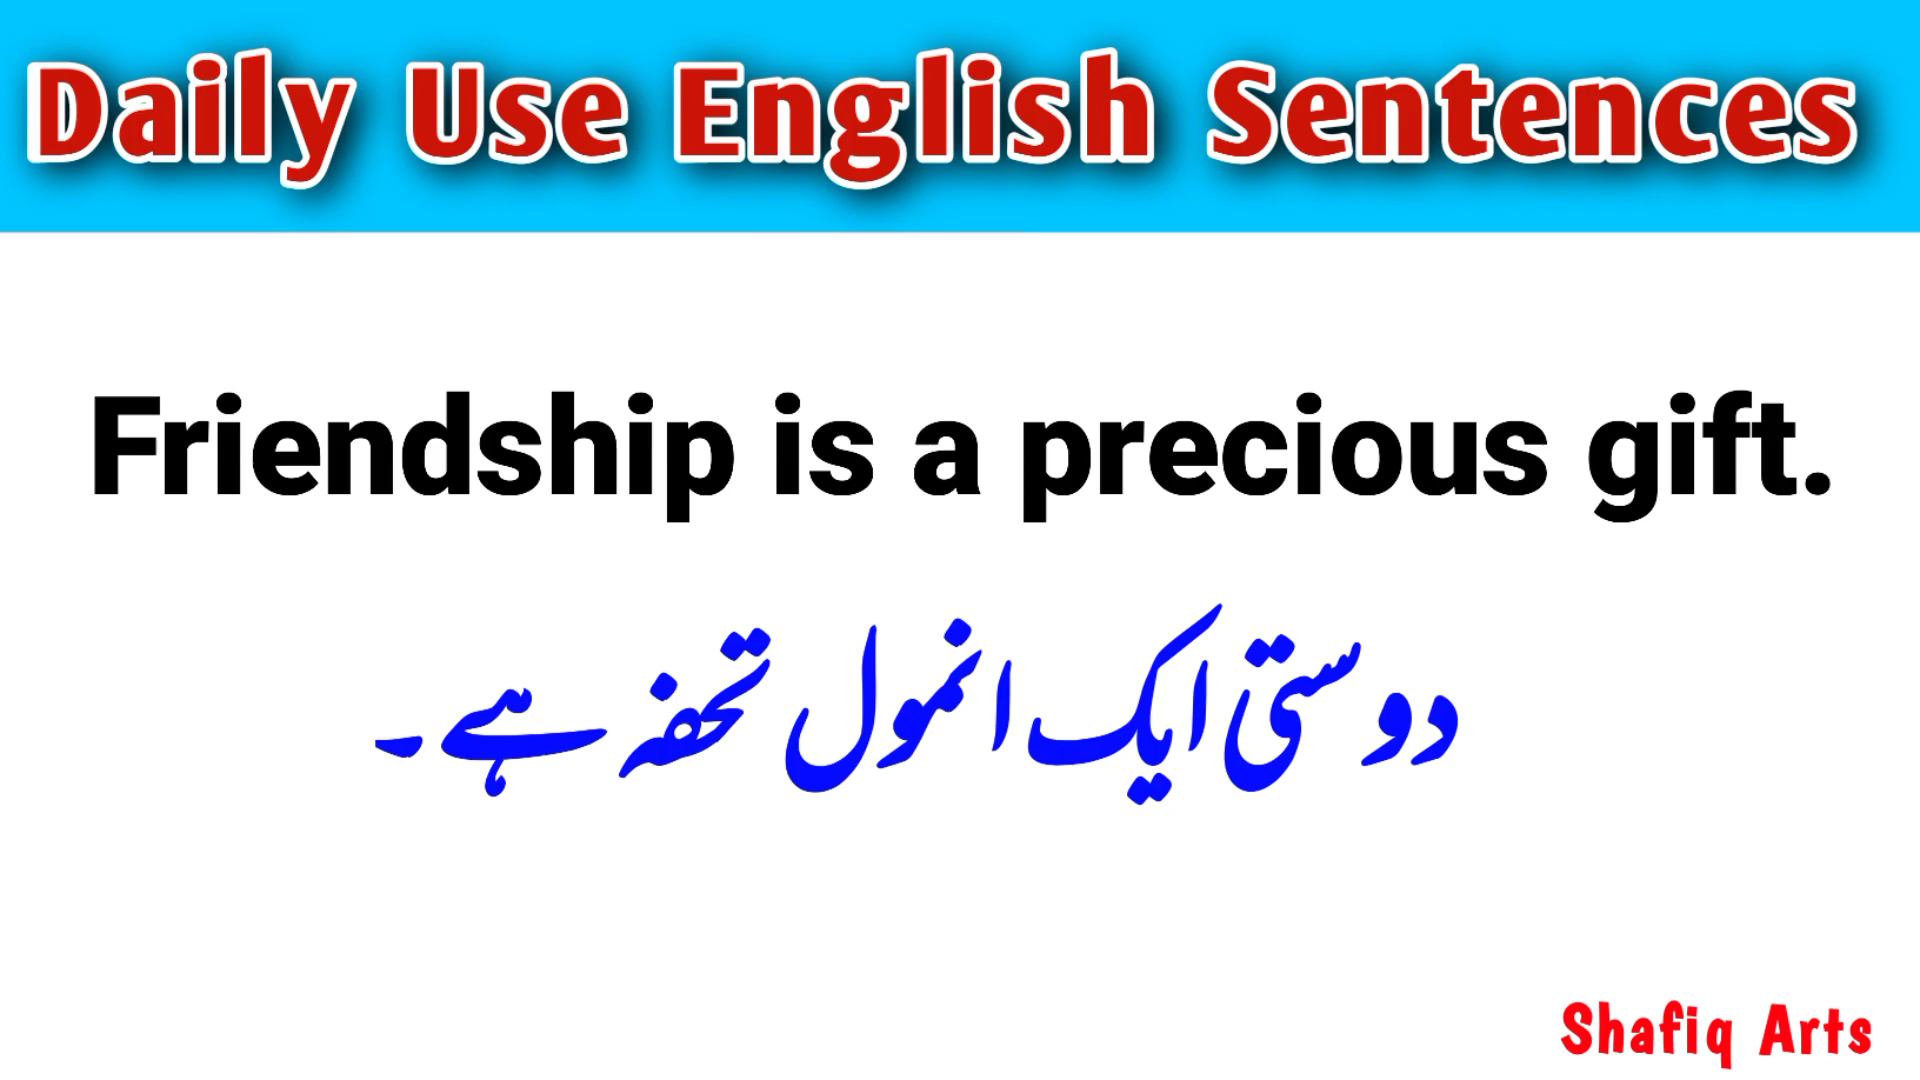 Daily Use English Sentences
Friendship is a precious gift.
دوستی ایک انمول تحفہ ہے۔
Shafiq Arts